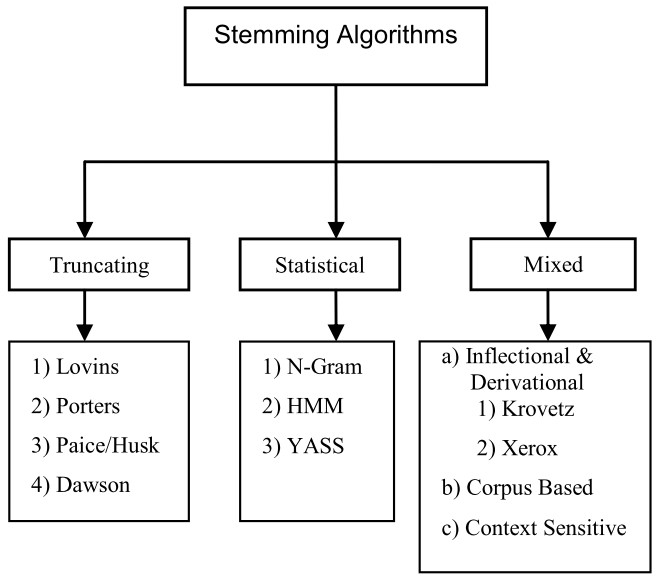 Stemming Algorithms
Truncating
Statistical
Mixed
1) Lovins
2) Porters
3) Paice/Husk
4) Dawson
1) N-Gram
2) HMM
3) YASS
a) Inflectional &
Derivational
1) Krovetz
2) Xerox
b) Corpus Based
c) Context Sensitive